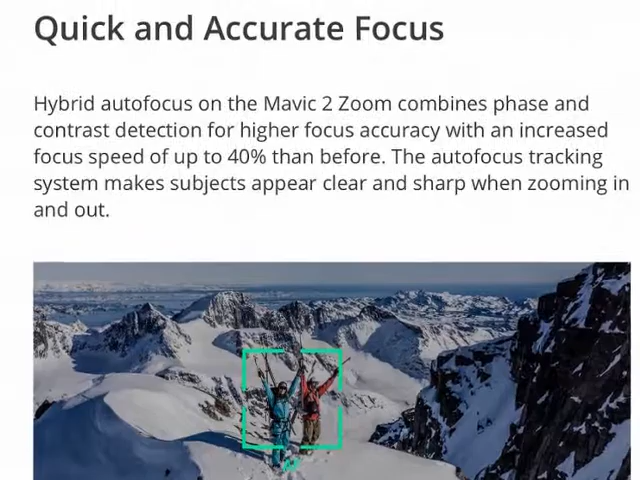 Quick and Accurate Focus
Hybrid autofocus on the Mavic 2 Zoom combines phase and
contrast detection for higher focus accuracy with an increased
focus speed of up to 40% than before. The autofocus tracking
system makes subjects appear clear and sharp when zooming in
and out.